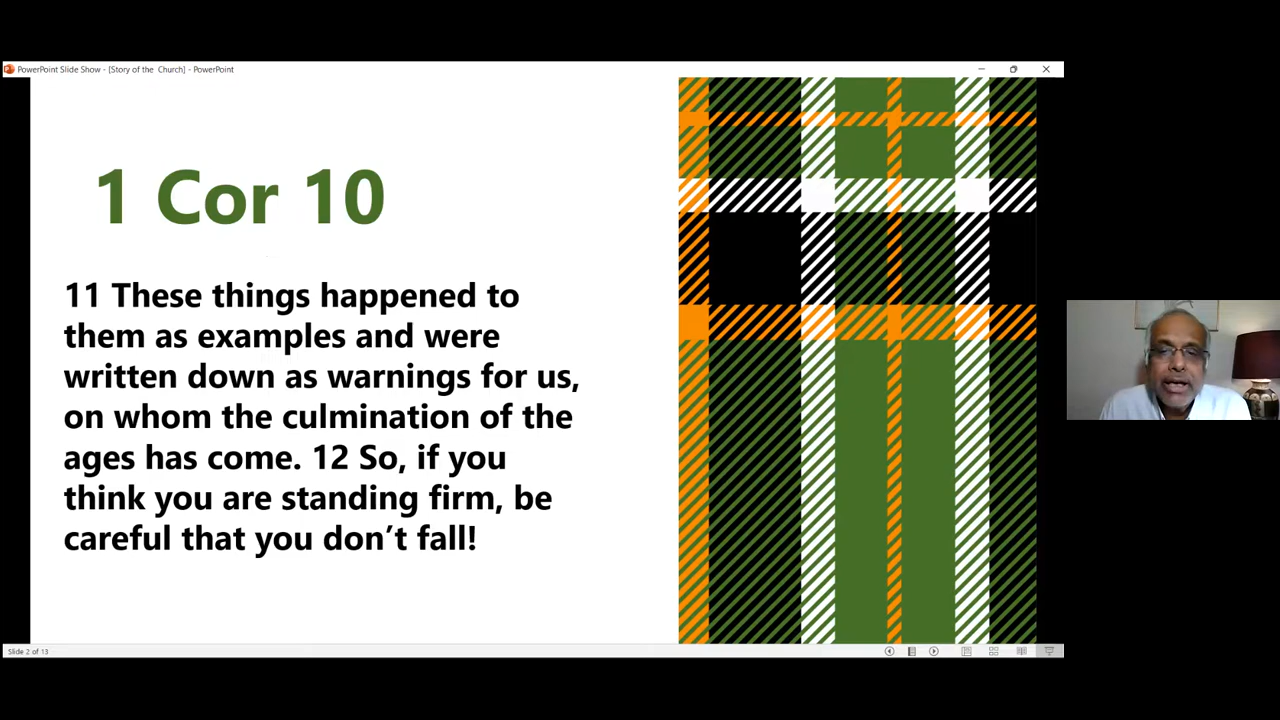 PowerPoint Slide Show - [Story of the  Church] - PowerPoint
1 Cor 10
11 These things happened to
them as examples and were
written down as warnings for us,
on whom the culmination of the
ages has come. 12 So, if you
think you are standing firm, be
careful that you don’t fall!
Slide 2 of 13